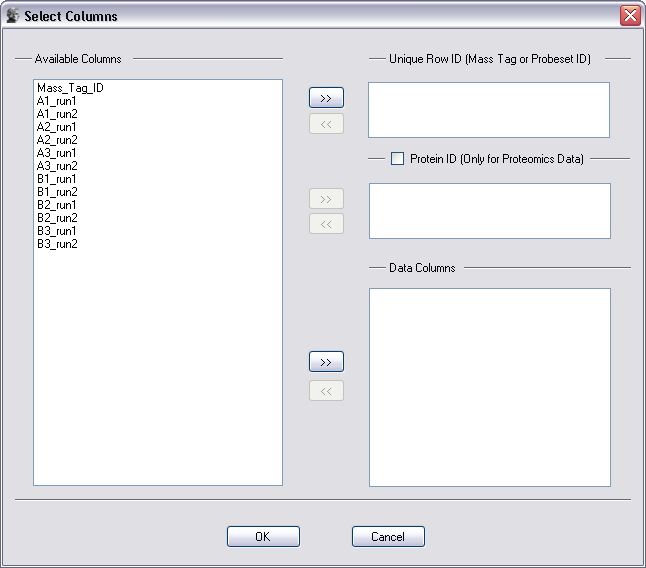 Select Columns
Available Columns
Mass_Tag_ID
A1_run1
A1_run2
A2_run1
A2_run2
A3_run1
A3_run2
B1_run1
B1_run2
B2_run1
B2_run2
B3_run1
B3_run2
>>
<<
Unique Row ID (Mass Tag or Probeset ID)
>>
<<
Protein ID (Only for Proteomics Data)
>>
<<
Data Columns
OK
Cancel